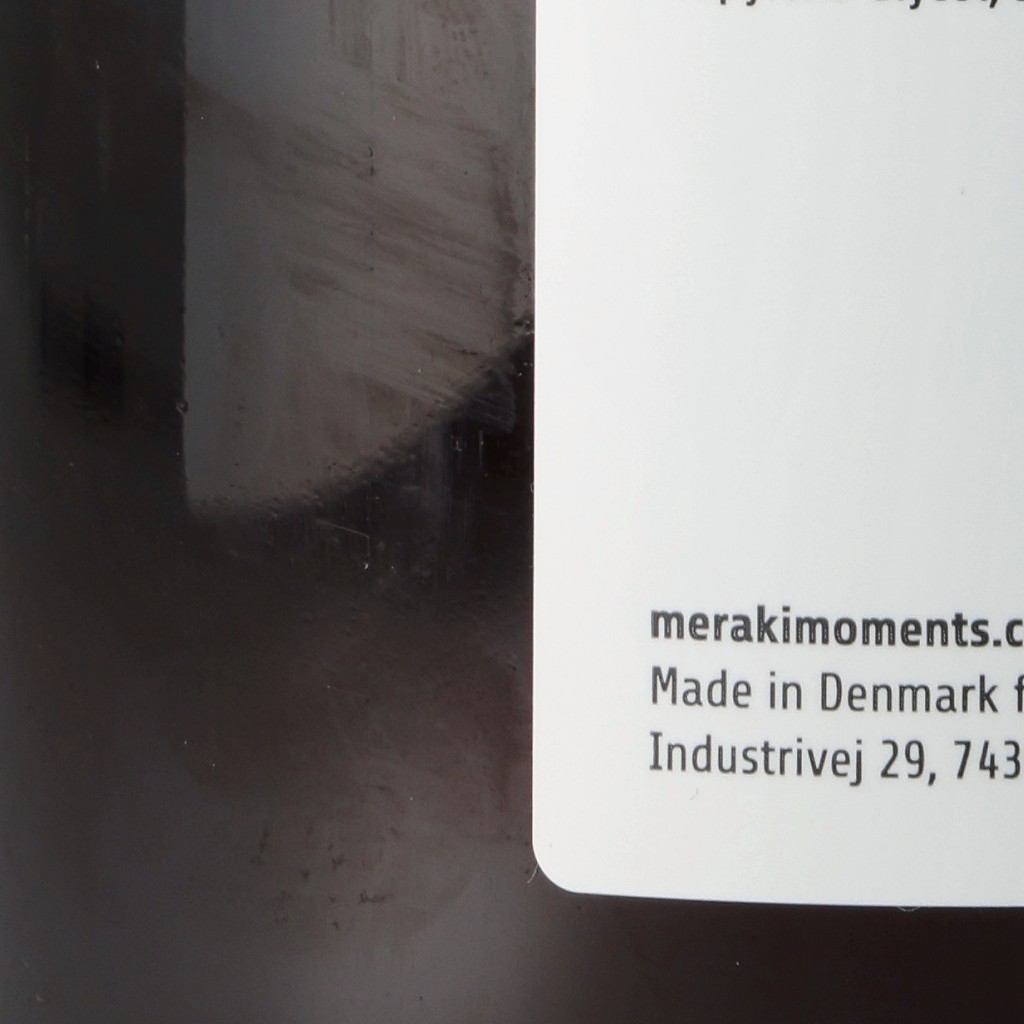 merakimoments.c
Made in Denmark f
Industrivej 29, 743